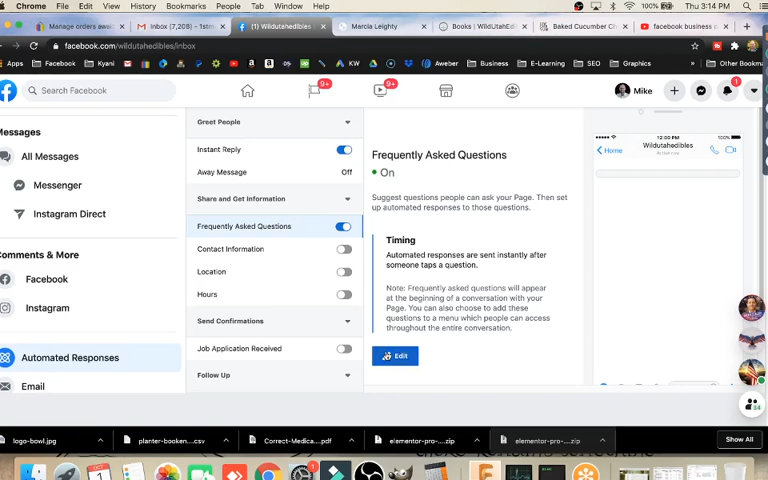 Chrome File Edit View History Bookmarks People Tab Window Help 100% Thu 3:14 PM
Manage orders awai
Inbox (7,208) - 1stm
(1) Wildutahedibles
Marcia Leighty
Books | WildUtahEdi
Baked Cucumber Ch
facebook business m
facebook.com/wildutahedibles/inbox
Apps Facebook Kyani KW Aweber Business E-Learning SEO Graphics Other Bookma
Search Facebook
9+
9+
Mike
1
Messages
All Messages
Messenger
Instagram Direct
Comments & More
Facebook
Instagram
Automated Responses
Email
Greet People
Instant Reply
Away Message Off
Share and Get Information
Frequently Asked Questions
Contact Information
Location
Hours
Send Confirmations
Job Application Received
Follow Up
Frequently Asked Questions
On
Suggest questions people can ask your Page. Then set
up automated responses to those questions.
Timing
Automated responses are sent instantly after
someone taps a question.
Note: Frequently asked questions will appear
at the beginning of a conversation with your
Page. You can also choose to add these
questions to a menu which people can access
throughout the entire conversation.
Edit
12:00 PM 100%
Home Wildutahedibles
logo-bowl.jpg
planter-booken....csv
Correct-Medica....pdf
elementor-pro-....zip
elementor-pro-....zip
Show All
OCT
1
1